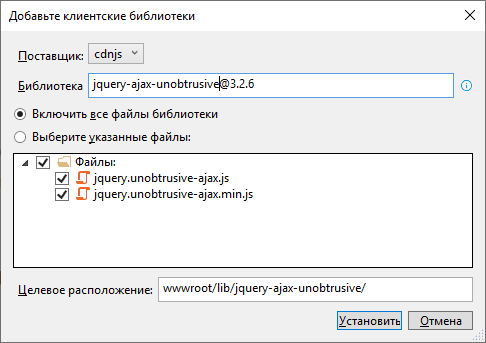 Добавьте клиентские библиотеки
Поставщик: cdnjs
Библиотека jquery-ajax-unobtrusive@3.2.6
Включить все файлы библиотеки
Выберите указанные файлы:
Файлы:
jquery.unobtrusive-ajax.js
jquery.unobtrusive-ajax.min.js
Целевое расположение: wwwroot/lib/jquery-ajax-unobtrusive/
Установить Отмена